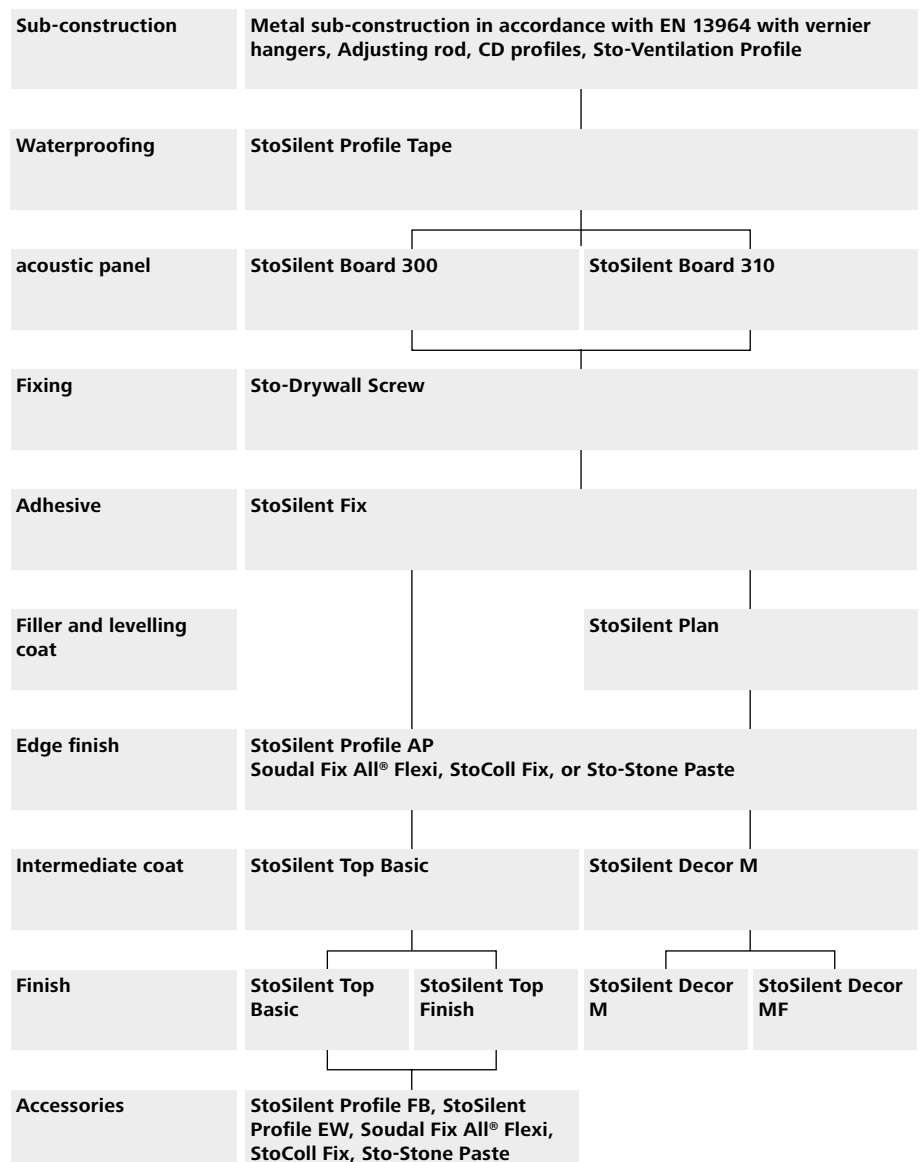 Sub-construction
Metal sub-construction in accordance with EN 13964 with vernier
hangers, Adjusting rod, CD profiles, Sto-Ventilation Profile
Waterproofing
StoSilent Profile Tape
acoustic panel
StoSilent Board 300
StoSilent Board 310
Fixing
Sto-Drywall Screw
Adhesive
StoSilent Fix
Filler and levelling
coat
StoSilent Plan
Edge finish
StoSilent Profile AP
Soudal Fix All® Flexi, StoColl Fix, or Sto-Stone Paste
Intermediate coat
StoSilent Top Basic
StoSilent Decor M
Finish
StoSilent Top
Basic
StoSilent Top
Finish
StoSilent Decor
M
StoSilent Decor
MF
Accessories
StoSilent Profile FB, StoSilent
Profile EW, Soudal Fix All® Flexi,
StoColl Fix, Sto-Stone Paste